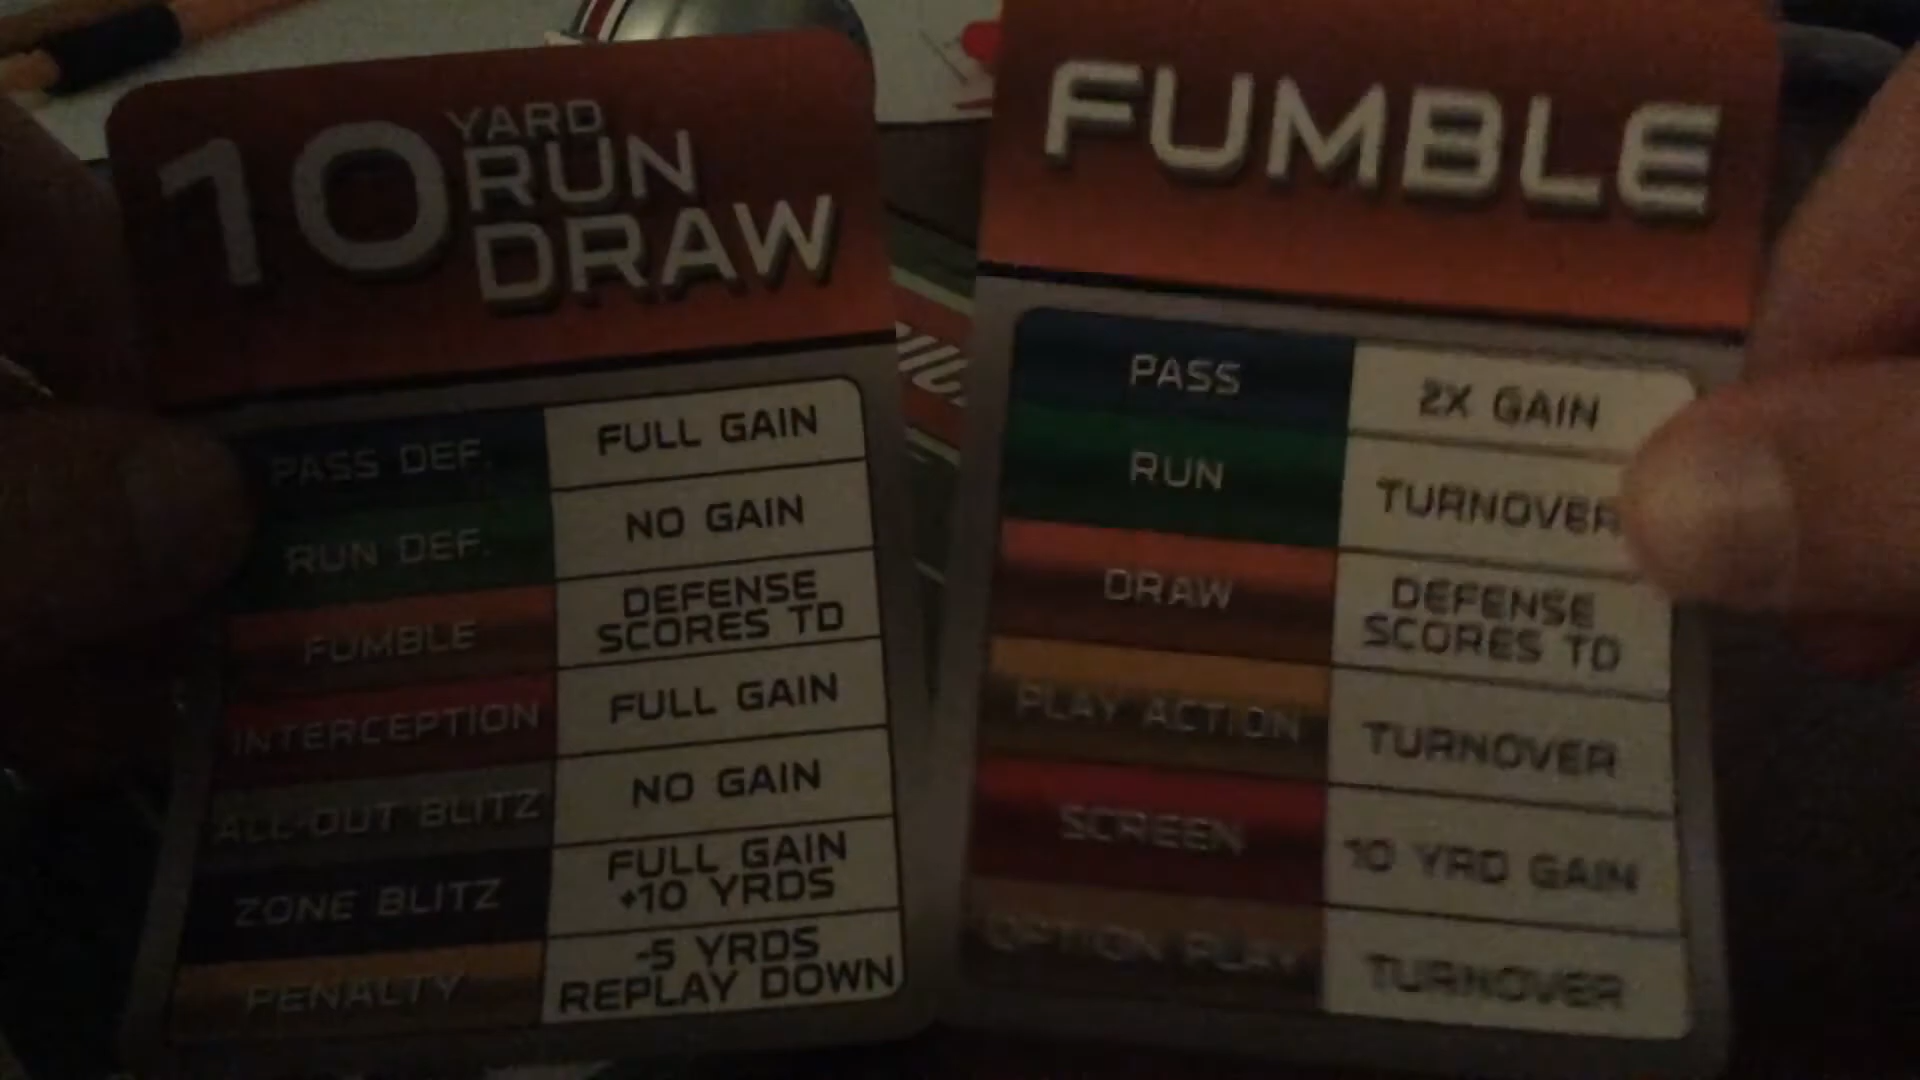 10 YARD
RUN
DRAW
PASS DEF. FULL GAIN
RUN DEF. NO GAIN
FUMBLE DEFENSE
SCORES TD
INTERCEPTION FULL GAIN
ALL-OUT BLITZ NO GAIN
ZONE BLITZ FULL GAIN
+10 YRDS
PENALTY -5 YRDS
REPLAY DOWN
FUMBLE
PASS 2X GAIN
RUN TURNOVER
DRAW DEFENSE
SCORES TD
PLAY ACTION TURNOVER
SCREEN 10 YRD GAIN
OPTION PLAY TURNOVER